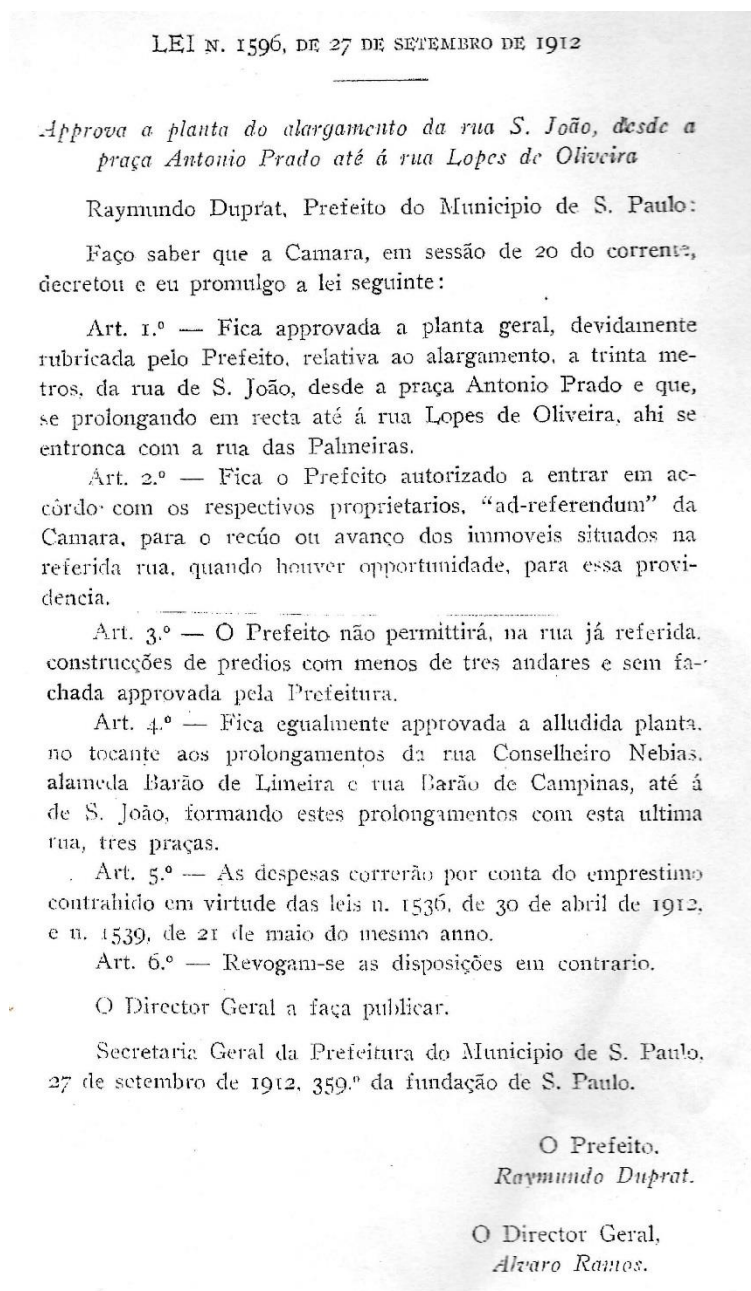 LEI N. 1596, DE 27 DE SETEMBRO DE 1912
Approva a planta do alargamento da rua S. João, desde a
praça Antonio Prado até á rua Lopes de Oliveira
Raymundo Duprat, Prefeito do Municipio de S. Paulo:
Faço saber que a Camara, em sessão de 20 do corrente,
decretou e eu promulgo a lei seguinte:
Art. 1.º — Fica approvada a planta geral, devidamente
rubricada pelo Prefeito, relativa ao alargamento, a trinta me-
tros, da rua de S. João, desde a praça Antonio Prado e que,
se prolongando em recta até á rua Lopes de Oliveira, ahi se
entronca com a rua das Palmeiras.
Art. 2.º — Fica o Prefeito autorizado a entrar em ac-
côrdo com os respectivos proprietarios, "ad-referendum" da
Camara, para o recúo ou avanço dos immoveis situados na
referida rua, quando houver opportunidade, para essa provi-
dencia.
Art. 3.º — O Prefeito não permittirá, na rua já referida,
construcções de predios com menos de tres andares e sem fa-
chada approvada pela Prefeitura.
Art. 4.º — Fica egualmente approvada a alludida planta,
no tocante aos prolongamentos da rua Conselheiro Nebias,
alameda Barão de Limeira e rua Barão de Campinas, até á
de S. João, formando estes prolongamentos com esta ultima
rua, tres praças.
Art. 5.º — As despesas correrão por conta do emprestimo
contrahido em virtude das leis n. 1536, de 30 de abril de 1912,
e n. 1539, de 21 de maio do mesmo anno.
Art. 6.º — Revogam-se as disposições em contrario.
O Director Geral a faça publicar.
Secretaria Geral da Prefeitura do Municipio de S. Paulo,
27 de setembro de 1912, 359.º da fundação de S. Paulo.
O Prefeito,
Raymundo Duprat.
O Director Geral,
Alvaro Ramos.